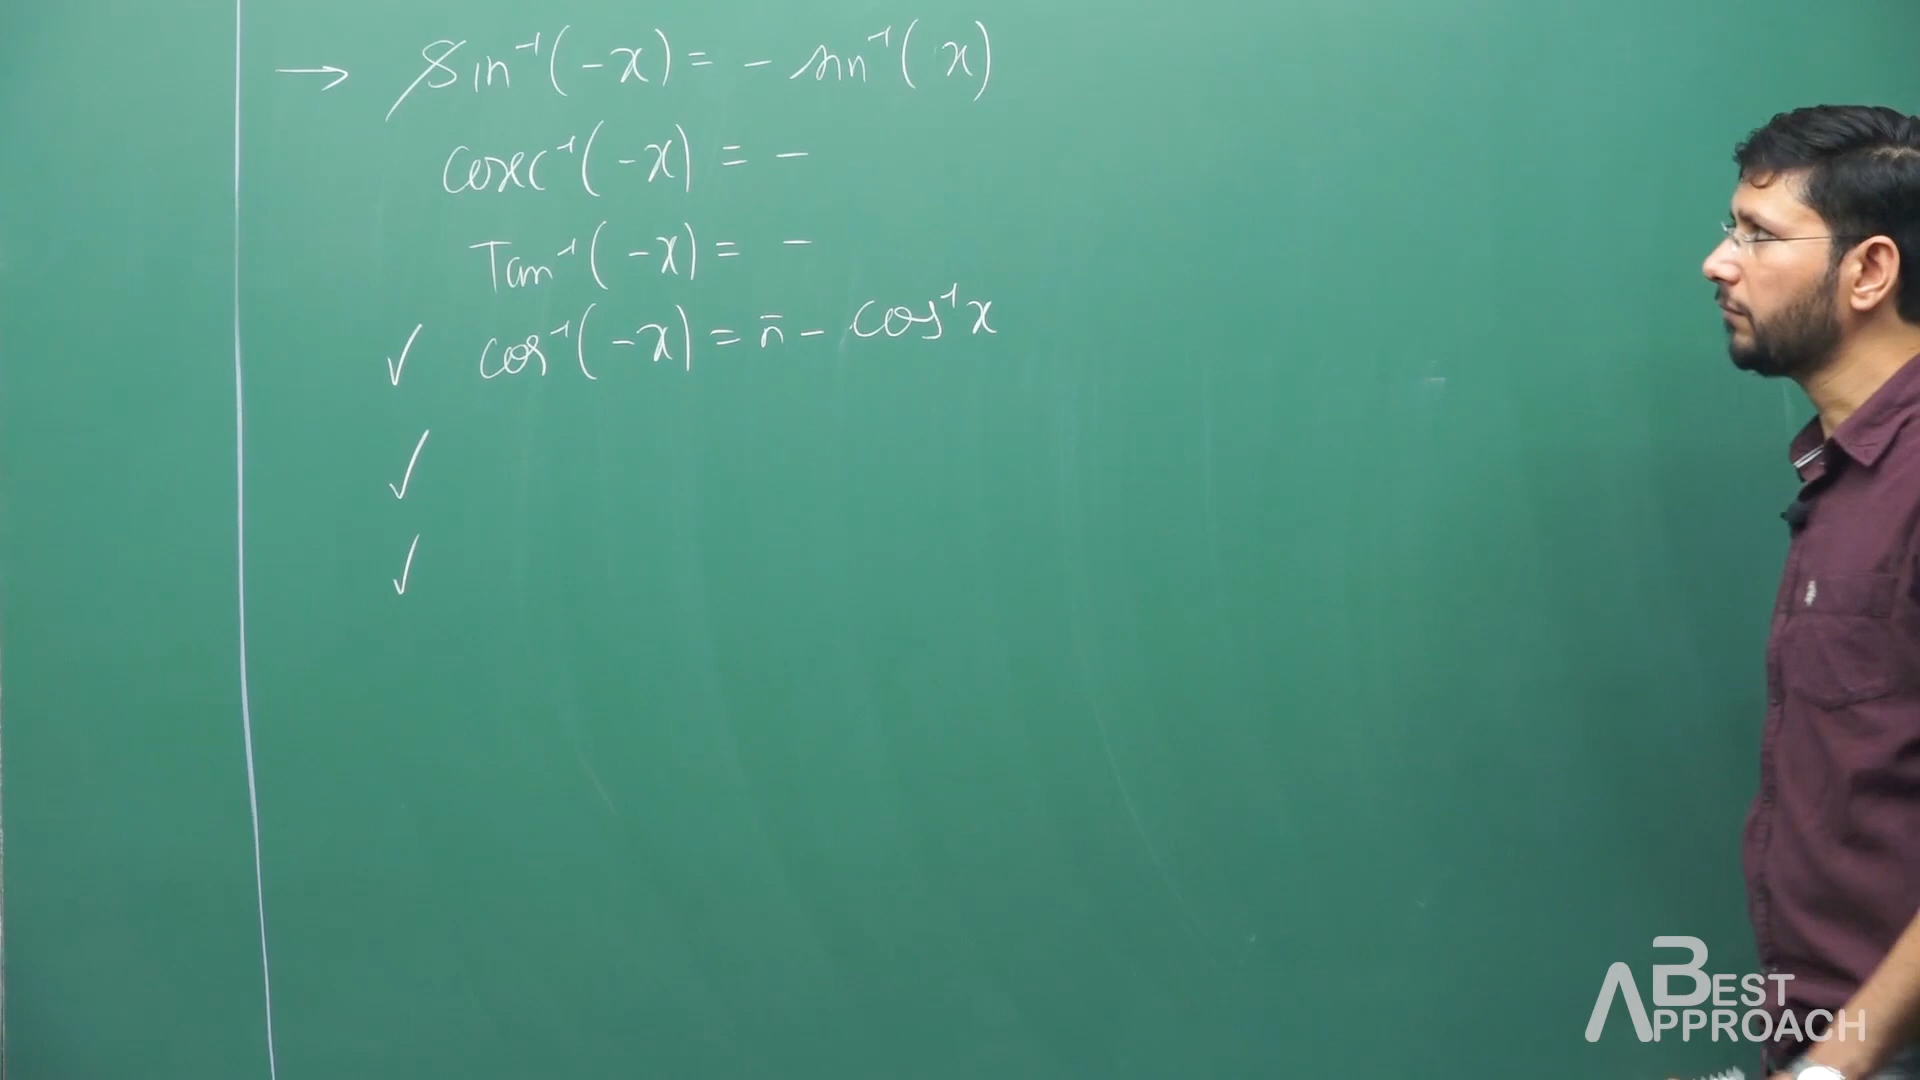 → Sin⁻¹(-x) = - sin⁻¹(x)
cosec⁻¹(-x) = -
Tan⁻¹(-x) = -
✓ cos⁻¹(-x) = π - cos⁻¹x
✓
✓
A BEST APPROACH